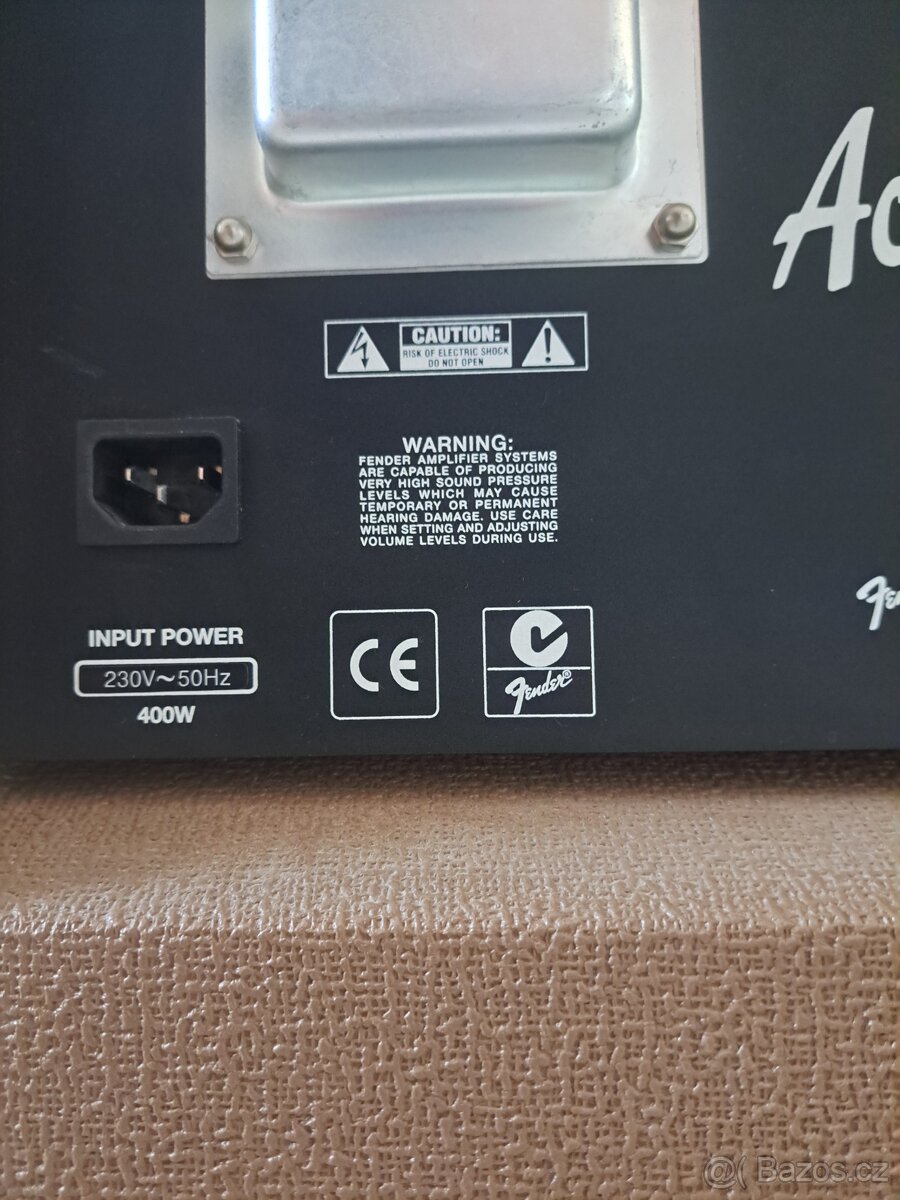 Ac
CAUTION:
RISK OF ELECTRIC SHOCK
DO NOT OPEN
WARNING:
FENDER AMPLIFIER SYSTEMS
ARE CAPABLE OF PRODUCING
VERY HIGH SOUND PRESSURE
LEVELS WHICH MAY CAUSE
TEMPORARY OR PERMANENT
HEARING DAMAGE. USE CARE
WHEN SETTING AND ADJUSTING
VOLUME LEVELS DURING USE.
Fen
INPUT POWER
230V~50Hz
400W
CE
Fender®
Bazos.cz